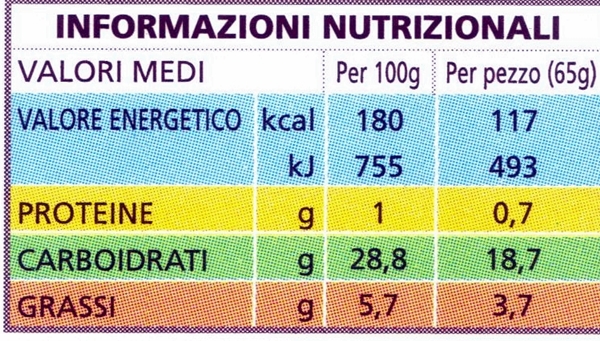 INFORMAZIONI NUTRIZIONALI
VALORI MEDI Per 100g Per pezzo (65g)
VALORE ENERGETICO kcal 180 117
kJ 755 493
PROTEINE g 1 0,7
CARBOIDRATI g 28,8 18,7
GRASSI g 5,7 3,7